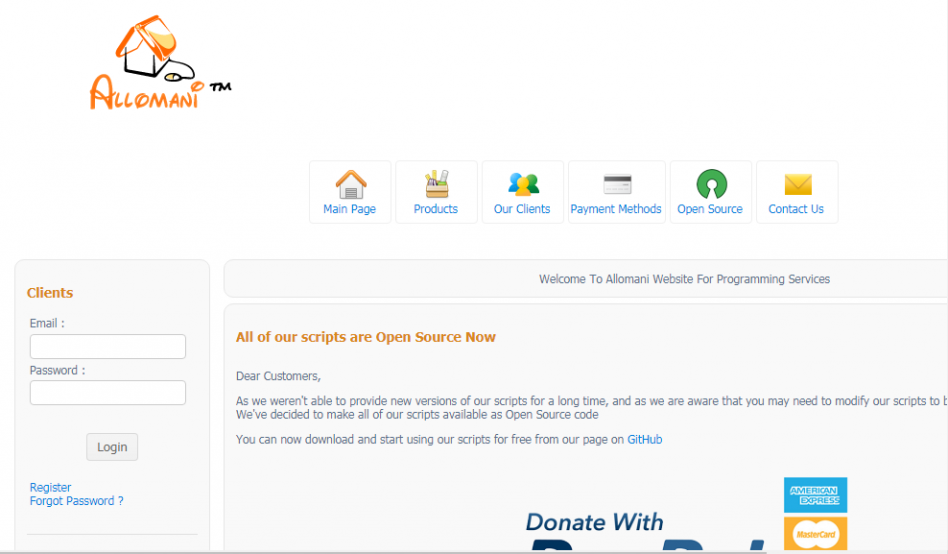 ALLOMANI TM
Main Page
Products
Our Clients
Payment Methods
Open Source
Contact Us
Clients
Email :
Password :
Login
Register
Forgot Password ?
Welcome To Allomani Website For Programming Services
All of our scripts are Open Source Now
Dear Customers,
As we weren't able to provide new versions of our scripts for a long time, and as we are aware that you may need to modify our scripts to
We've decided to make all of our scripts available as Open Source code
You can now download and start using our scripts for free from our page on GitHub
Donate With
AMERICAN
EXPRESS
MasterCard